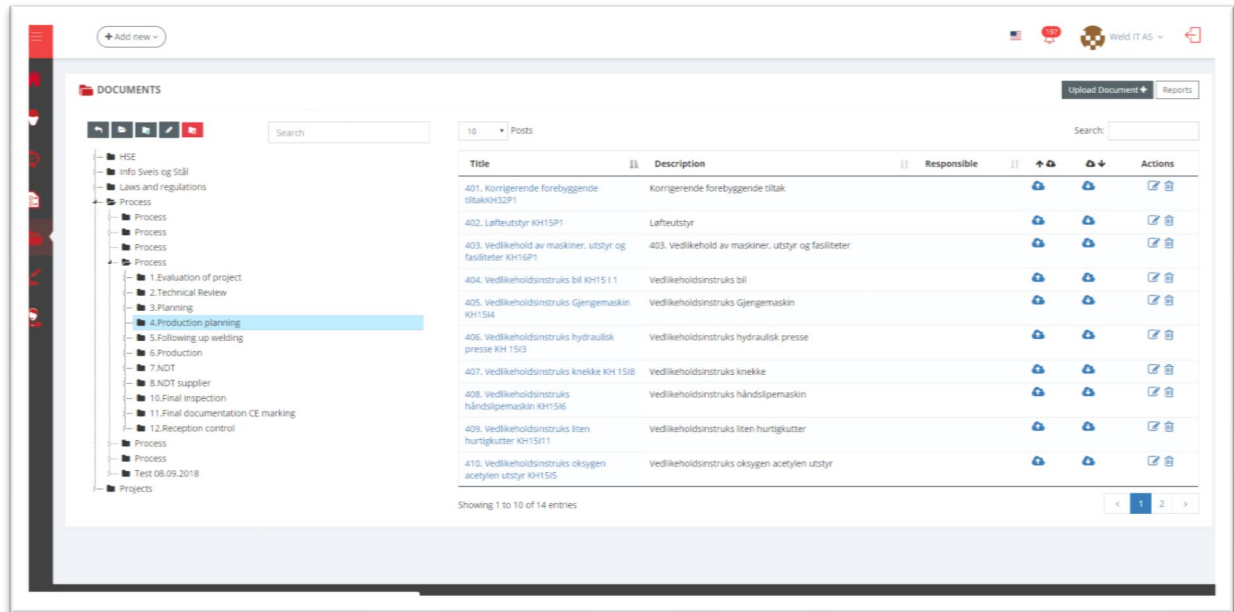 + Add new
197
Weld IT AS
DOCUMENTS
Upload Document +
Reports
Search
10
Posts
Search:
HSE
Info Sveis og Stål
Laws and regulations
Process
Process
Process
Process
Process
1.Evaluation of project
2.Technical Review
3.Planning
4.Production planning
5.Following up welding
6.Production
7.NDT
8.NDT supplier
10.Final inspection
11.Final documentation CE marking
12.Reception control
Process
Process
Test 08.09.2018
Projects
Title Description Responsible Actions
401. Korrigerende forebyggende
tiltakKH32P1
Korrigerende forebyggende tiltak
402. Løfteutstyr KH15P1
Løfteutstyr
403. Vedlikehold av maskiner, utstyr og
fasiliteter KH16P1
403. Vedlikehold av maskiner, utstyr og fasiliteter
404. Vedlikeholdsinstruks bil KH15 I 1
Vedlikeholdsinstruks bil
405. Vedlikeholdsinstruks Gjengemaskin
KH15I4
Vedlikeholdsinstruks Gjengemaskin
406. Vedlikeholdsinstruks hydraulisk
presse KH 15I3
Vedlikeholdsinstruks hydraulisk presse
407. Vedlikeholdsinstruks knekke KH 15I8
Vedlikeholdsinstruks knekke
408. Vedlikeholdsinstruks
håndslipemaskin KH15I6
Vedlikeholdsinstruks håndslipemaskin
409. Vedlikeholdsinstruks liten
hurtigkutter KH15I11
Vedlikeholdsinstruks liten hurtigkutter
410. Vedlikeholdsinstruks oksygen
acetylen utstyr KH15I5
Vedlikeholdsinstruks oksygen acetylen utstyr
Showing 1 to 10 of 14 entries
< 1 2 >